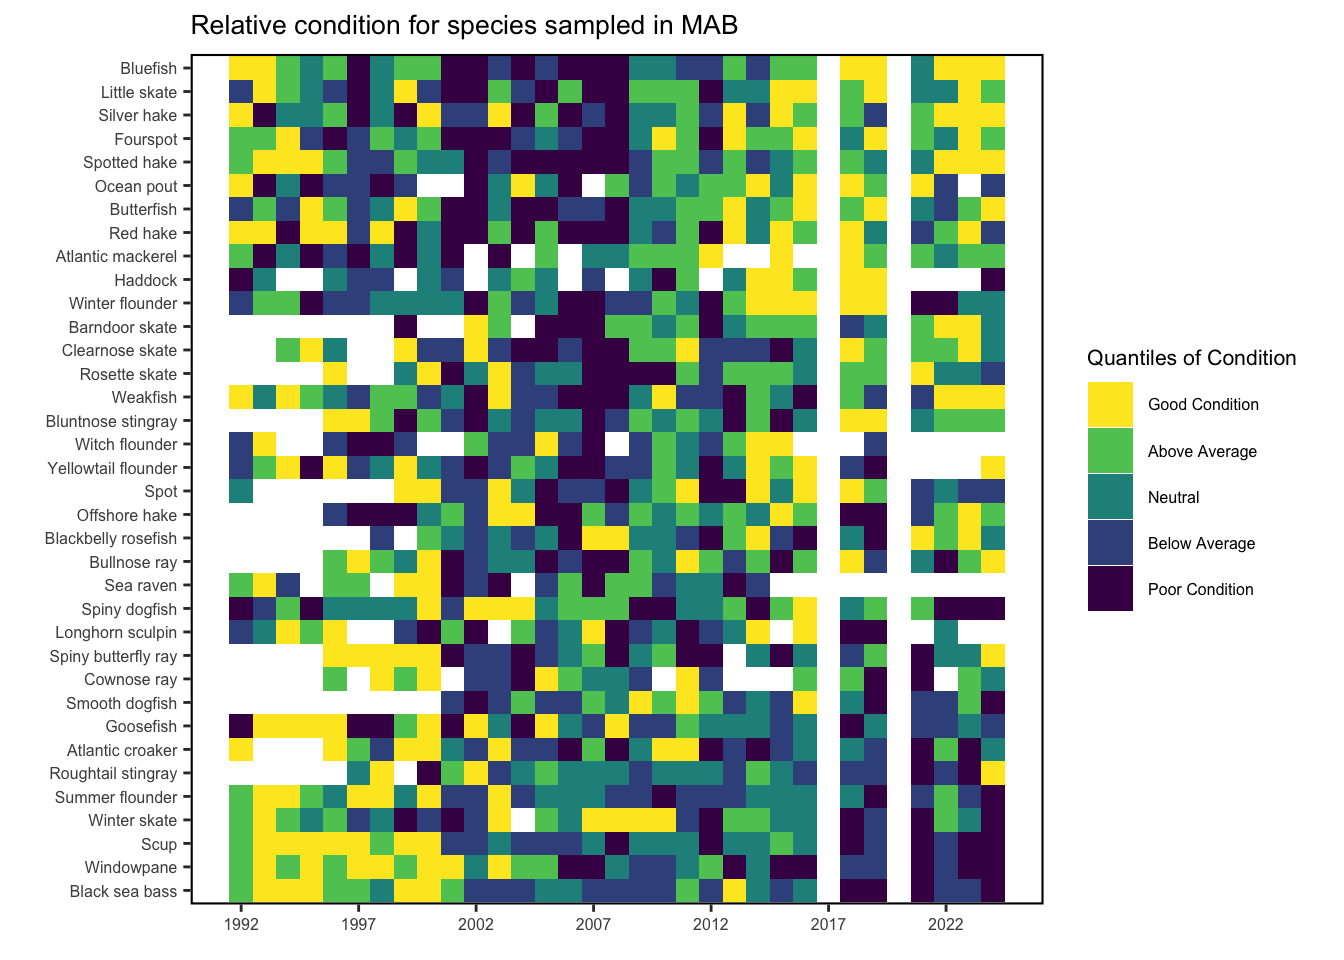 Relative condition for species sampled in MAB
Bluefish
Little skate
Silver hake
Fourspot
Spotted hake
Ocean pout
Butterfish
Red hake
Atlantic mackerel
Haddock
Winter flounder
Barndoor skate
Clearnose skate
Rosette skate
Weakfish
Bluntnose stingray
Witch flounder
Yellowtail flounder
Spot
Offshore hake
Blackbelly rosefish
Bullnose ray
Sea raven
Spiny dogfish
Longhorn sculpin
Spiny butterfly ray
Cownose ray
Smooth dogfish
Goosefish
Atlantic croaker
Roughtail stingray
Summer flounder
Winter skate
Scup
Windowpane
Black sea bass
1992 1997 2002 2007 2012 2017 2022
Quantiles of Condition
Good Condition
Above Average
Neutral
Below Average
Poor Condition